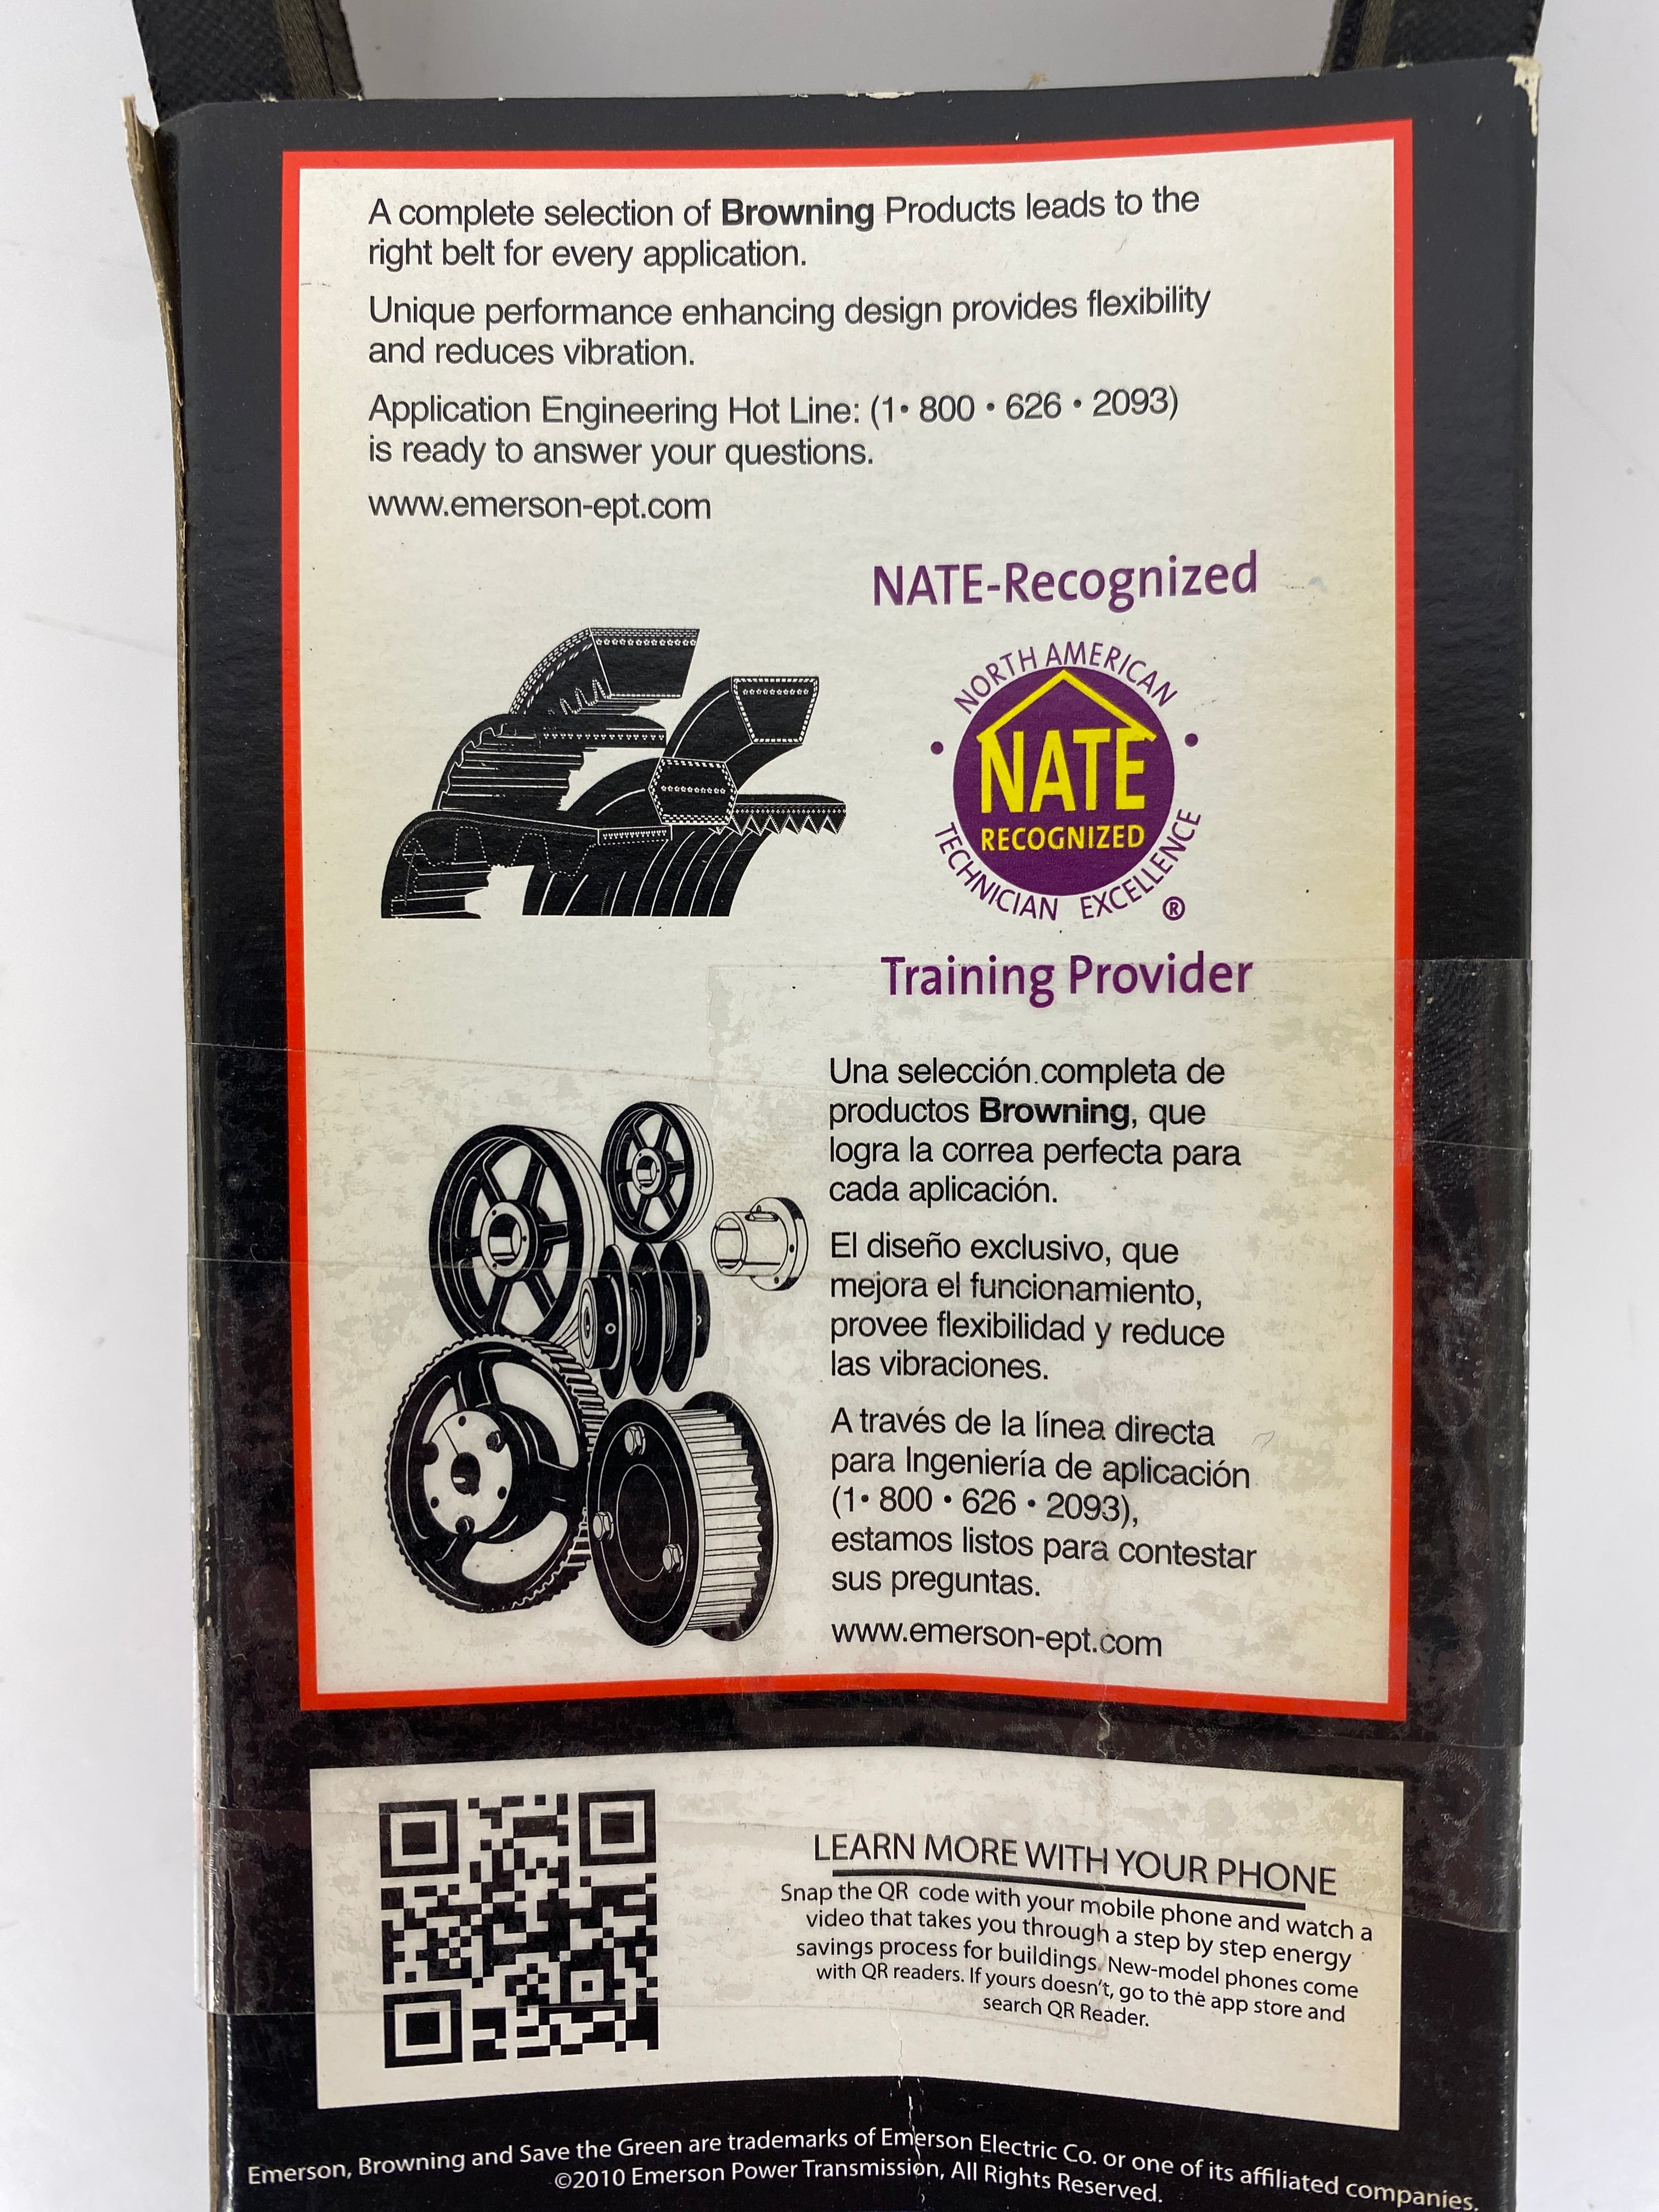 A complete selection of Browning Products leads to the
right belt for every application.
Unique performance enhancing design provides flexibility
and reduces vibration.
Application Engineering Hot Line: (1• 800 • 626 • 2093)
is ready to answer your questions.
www.emerson-ept.com
NATE-Recognized
NORTH AMERICAN
NATE
RECOGNIZED
TECHNICIAN EXCELLENCE
®
Training Provider
Una selección completa de
productos Browning, que
logra la correa perfecta para
cada aplicación.
El diseño exclusivo, que
mejora el funcionamiento,
provee flexibilidad y reduce
las vibraciones.
A través de la línea directa
para Ingeniería de aplicación
(1• 800 • 626 • 2093),
estamos listos para contestar
sus preguntas.
www.emerson-ept.com
LEARN MORE WITH YOUR PHONE
Snap the QR code with your mobile phone and watch a
video that takes you through a step by step energy
savings process for buildings. New-model phones come
with QR readers. If yours doesn't, go to the app store and
search QR Reader.
Emerson, Browning and Save the Green are trademarks of Emerson Electric Co. or one of its affiliated companies.
©2010 Emerson Power Transmission, All Rights Reserved.